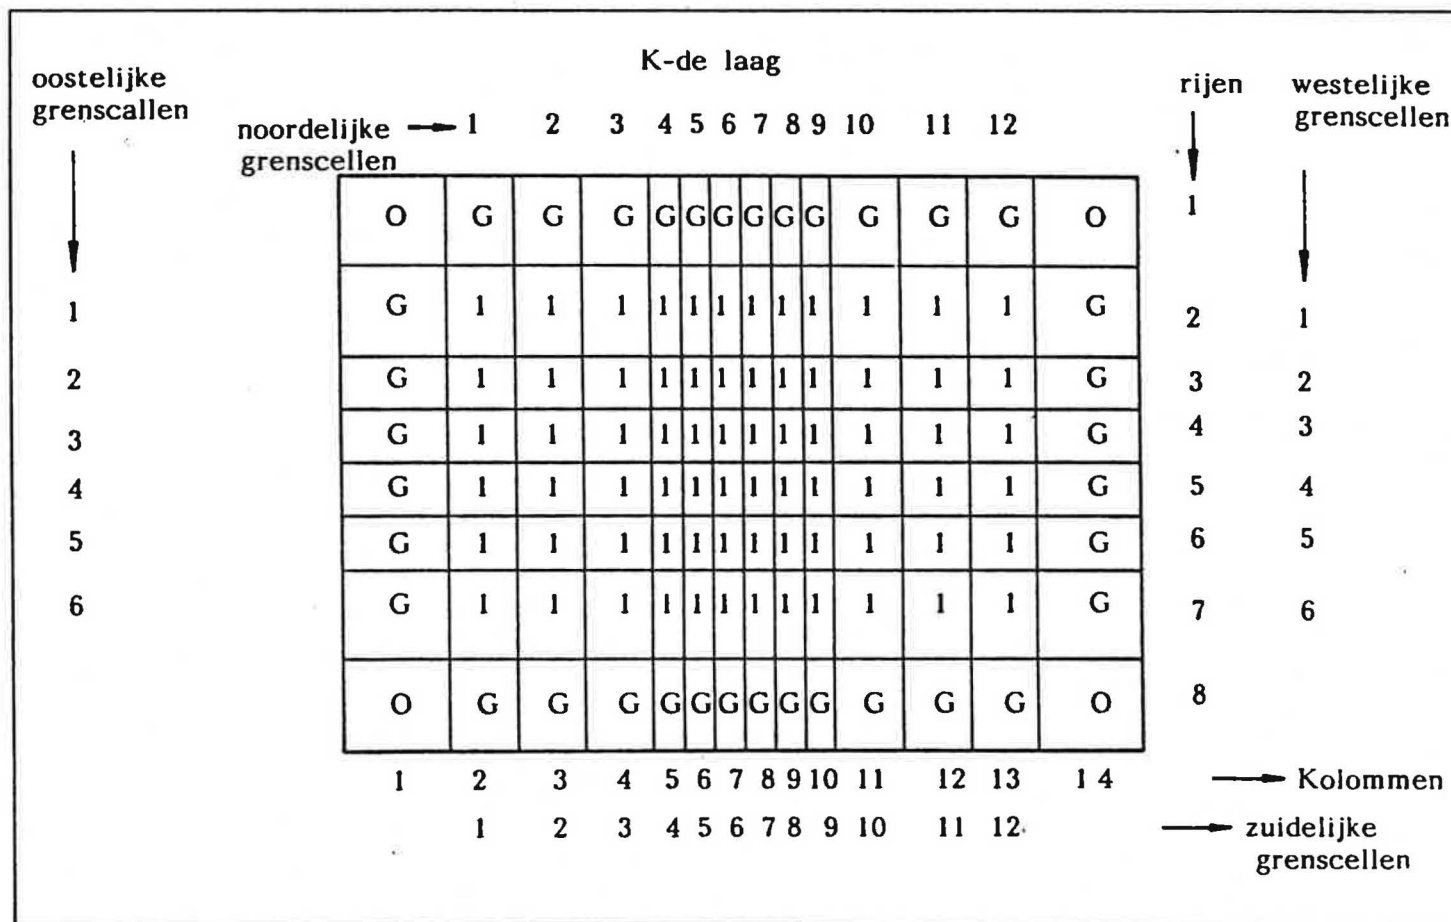 K-de laag
oostelijke
grenscallen
rijen
westelijke
grenscellen
noordelijke 1 2 3 4 5 6 7 8 9 10 11 12
grenscellen
O G G G G G G G G G G G G O 1
1 G 1 1 1 1 1 1 1 1 1 1 1 1 G 2 1
2 G 1 1 1 1 1 1 1 1 1 1 1 1 G 3 2
3 G 1 1 1 1 1 1 1 1 1 1 1 1 G 4 3
4 G 1 1 1 1 1 1 1 1 1 1 1 1 G 5 4
5 G 1 1 1 1 1 1 1 1 1 1 1 1 G 6 5
6 G 1 1 1 1 1 1 1 1 1 1 1 1 G 7 6
O G G G G G G G G G G G G O 8
1 2 3 4 5 6 7 8 9 10 11 12 13 14 Kolommen
1 2 3 4 5 6 7 8 9 10 11 12 zuidelijke
grenscellen